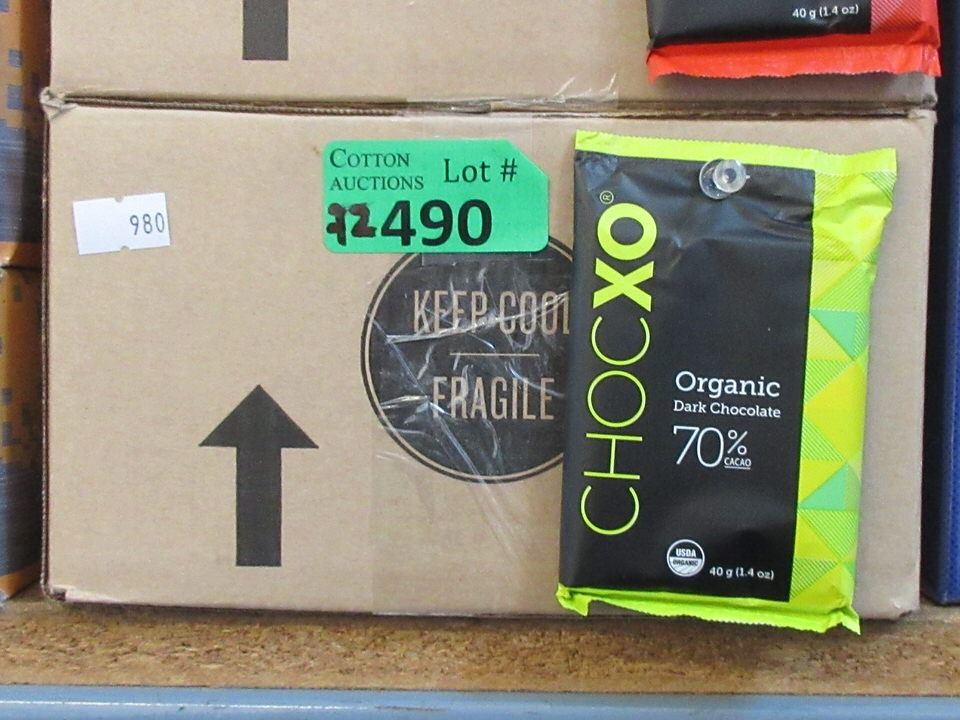 40 g (1.4 oz)
COTTON
AUCTIONS
Lot #
490
980
KEEP COOL
FRAGILE
CHOCXO®
Organic
Dark Chocolate
70%
CACAO
USDA
ORGANIC
40 g (1.4 oz)